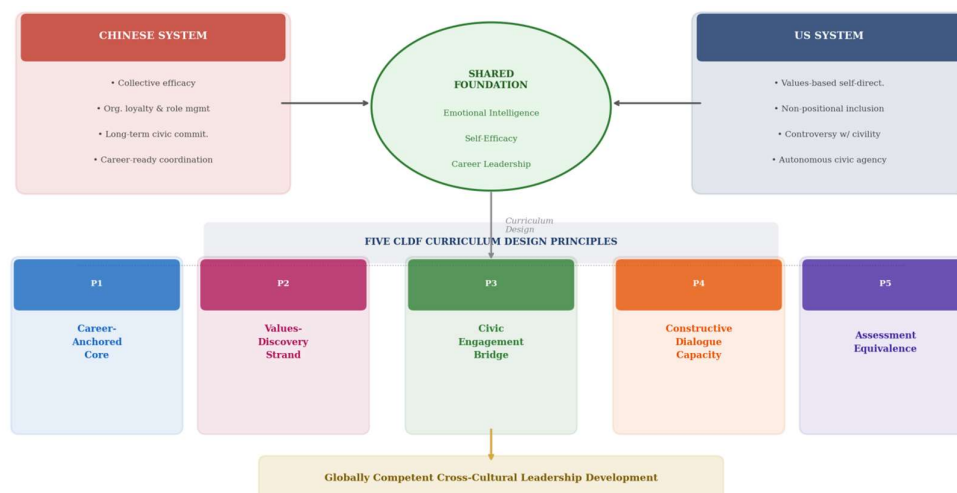 CHINESE SYSTEM
• Collective efficacy
• Org. loyalty & role mgmt
• Long-term civic commit.
• Career-ready coordination
SHARED
FOUNDATION
Emotional Intelligence
Self-Efficacy
Career Leadership
US SYSTEM
• Values-based self-direct.
• Non-positional inclusion
• Controversy w/ civility
• Autonomous civic agency
Curriculum
Design
FIVE CLDF CURRICULUM DESIGN PRINCIPLES
P1
Career-
Anchored
Core
P2
Values-
Discovery
Strand
P3
Civic
Engagement
Bridge
P4
Constructive
Dialogue
Capacity
P5
Assessment
Equivalence
Globally Competent Cross-Cultural Leadership Development